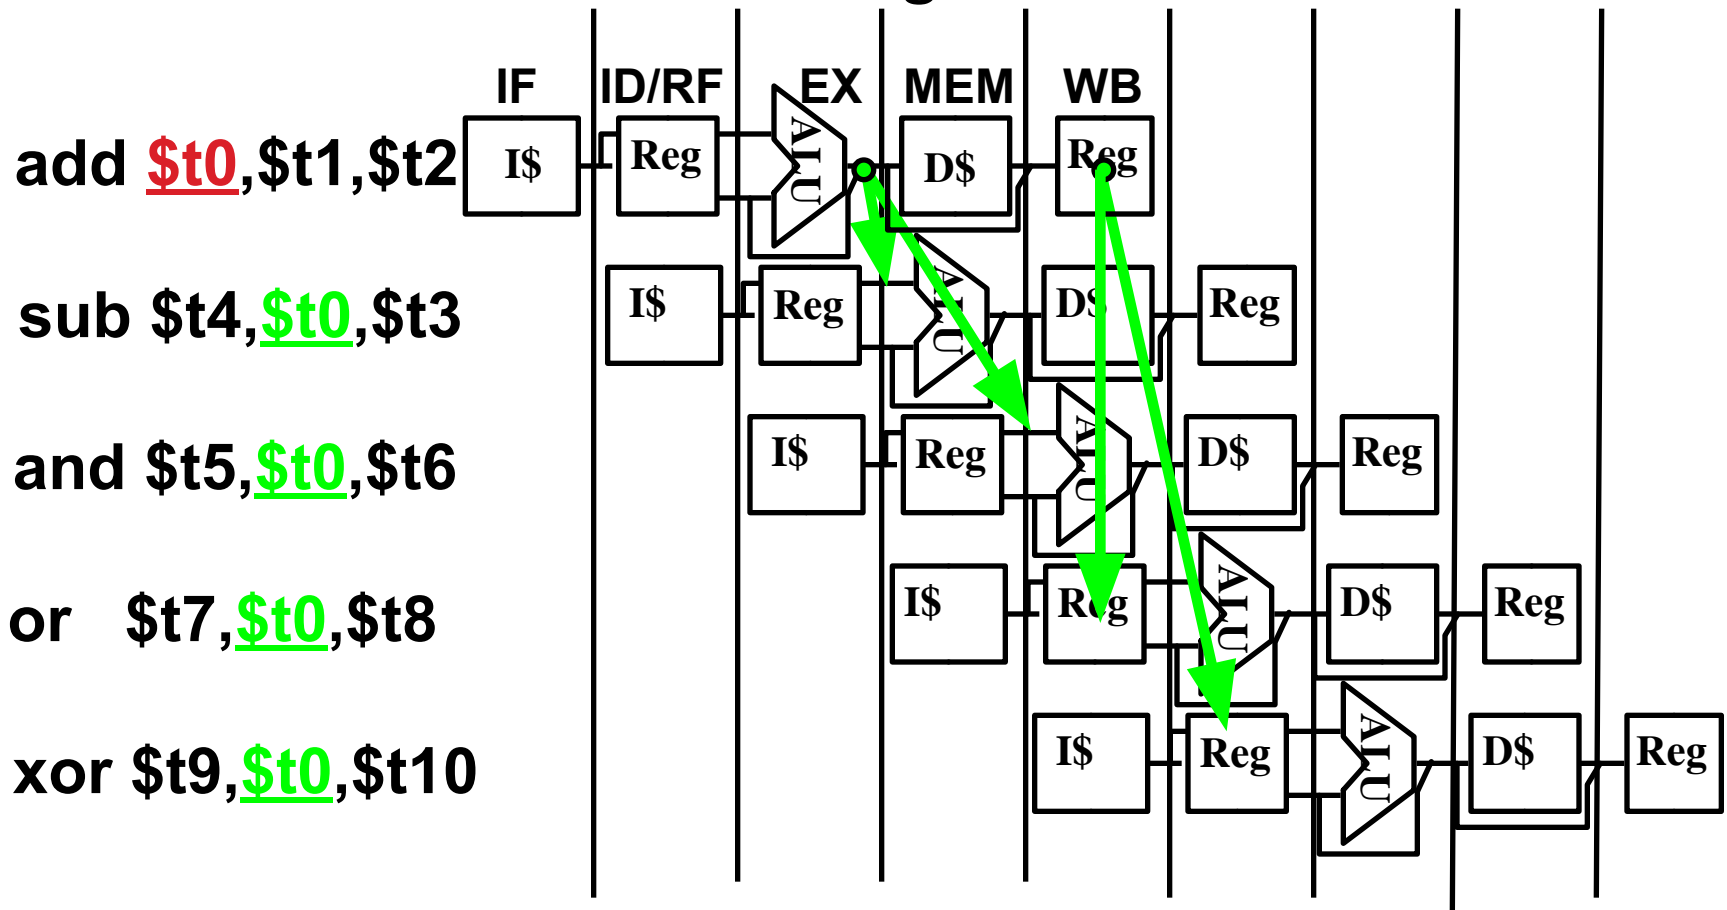 IF ID/RF EX MEM WB
add $t0,$t1,$t2 I$ Reg ALU D$ Reg
sub $t4,$t0,$t3 I$ Reg ALU D$ Reg
and $t5,$t0,$t6 I$ Reg ALU D$ Reg
or $t7,$t0,$t8 I$ Reg ALU D$ Reg
xor $t9,$t0,$t10 I$ Reg ALU D$ Reg